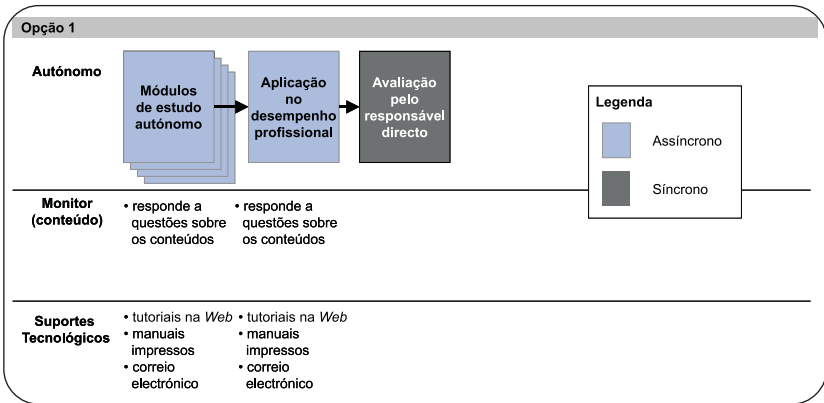 Opção 1
Autónomo
Módulos
de estudo
autónomo
Aplicação
no
desempenho
profissional
Avaliação
pelo
responsável
directo
Legenda
Assíncrono
Síncrono
Monitor
(conteúdo)
• responde a
questões sobre
os conteúdos
• responde a
questões sobre
os conteúdos
Suportes
Tecnológicos
• tutoriais na Web
• manuais
impressos
• correio
electrónico
• tutoriais na Web
• manuais
impressos
• correio
electrónico